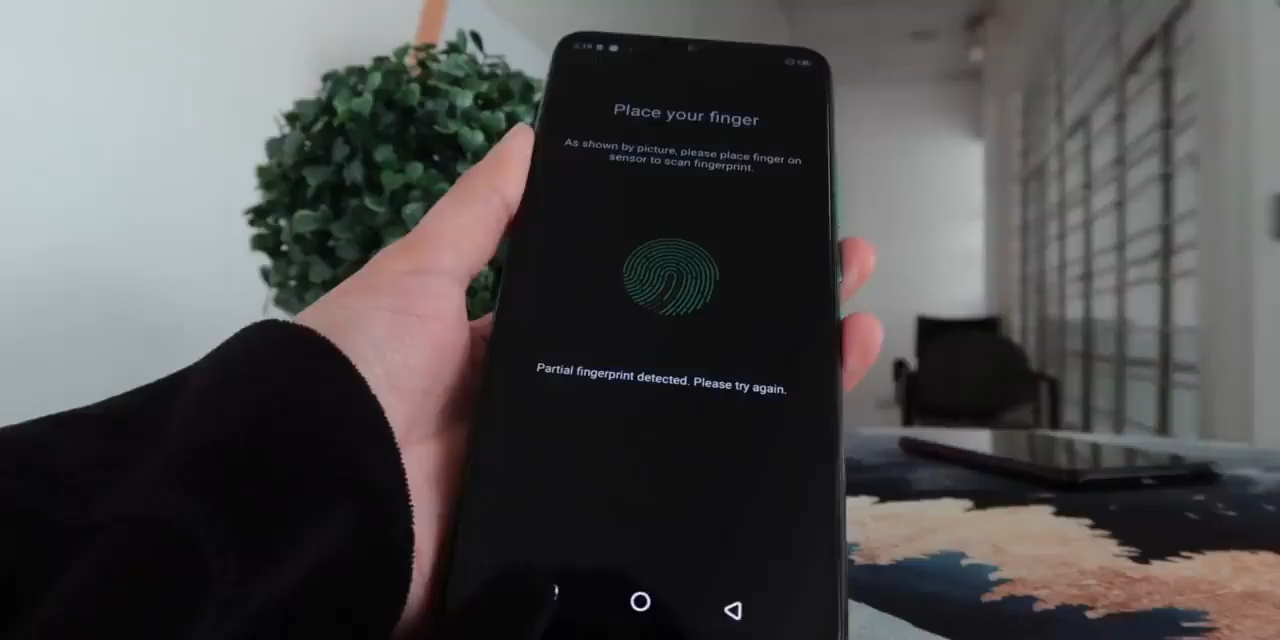 Place your finger
As shown by picture, please place finger on
sensor to scan fingerprint.
Partial fingerprint detected. Please try again.